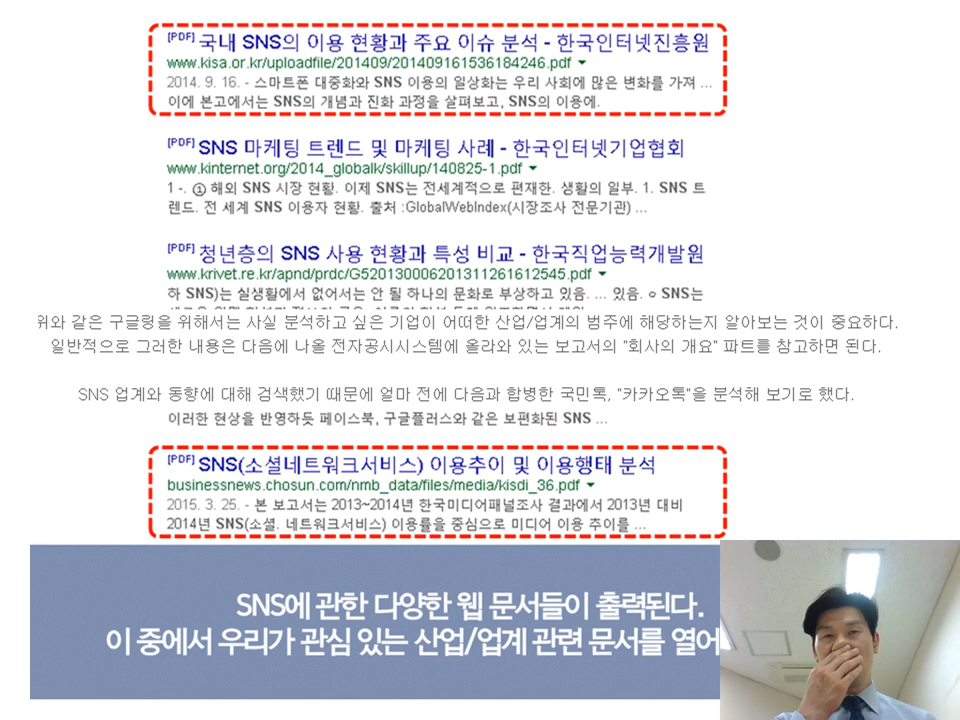 [PDF] 국내 SNS의 이용 현황과 주요 이슈 분석 - 한국인터넷진흥원
www.kisa.or.kr/uploadfile/201409/201409161536184246.pdf
2014. 9. 16. - 스마트폰 대중화와 SNS 이용의 일상화는 우리 사회에 많은 변화를 가져 ...
이에 본고에서는 SNS의 개념과 진화 과정을 살펴보고, SNS의 이용에.
[PDF] SNS 마케팅 트렌드 및 마케팅 사례 - 한국인터넷기업협회
www.kinternet.org/2014_globalk/skillup/140825-1.pdf
1 -. ① 해외 SNS 시장 현황. 이제 SNS는 전세계적으로 편재한. 생활의 일부. 1. SNS 트
렌드. 전 세계 SNS 이용자 현황. 출처 :GlobalWebIndex(시장조사 전문기관) ...
[PDF] 청년층의 SNS 사용 현황과 특성 비교 - 한국직업능력개발원
www.krivet.re.kr/apnd/prdc/G520130006201311261612545.pdf
하 SNS)는 실생활에서 없어서는 안 될 하나의 문화로 부상하고 있음. ... 있음. ㅇ SNS는
위와 같은 구글링을 위해서는 사실 분석하고 싶은 기업이 어떠한 산업/업계의 범주에 해당하는지 알아보는 것이 중요하다.
일반적으로 그러한 내용은 다음에 나올 전자공시시스템에 올라와 있는 보고서의 "회사의 개요" 파트를 참고하면 된다.
SNS 업계와 동향에 대해 검색했기 때문에 얼마 전에 다음과 합병한 국민톡, "카카오톡"을 분석해 보기로 했다.
이러한 현상을 반영하듯 페이스북, 구글플러스와 같은 보편화된 SNS ...
[PDF] SNS(소셜네트워크서비스) 이용추이 및 이용행태 분석
businessnews.chosun.com/nmb_data/files/media/kisdi_36.pdf
2015. 3. 25. - 본 보고서는 2013~2014년 한국미디어패널조사 결과에서 2013년 대비
2014년 SNS(소셜. 네트워크서비스) 이용률을 중심으로 미디어 이용 추이를 ...
SNS에 관한 다양한 웹 문서들이 출력된다.
이 중에서 우리가 관심 있는 산업/업계 관련 문서를 열어